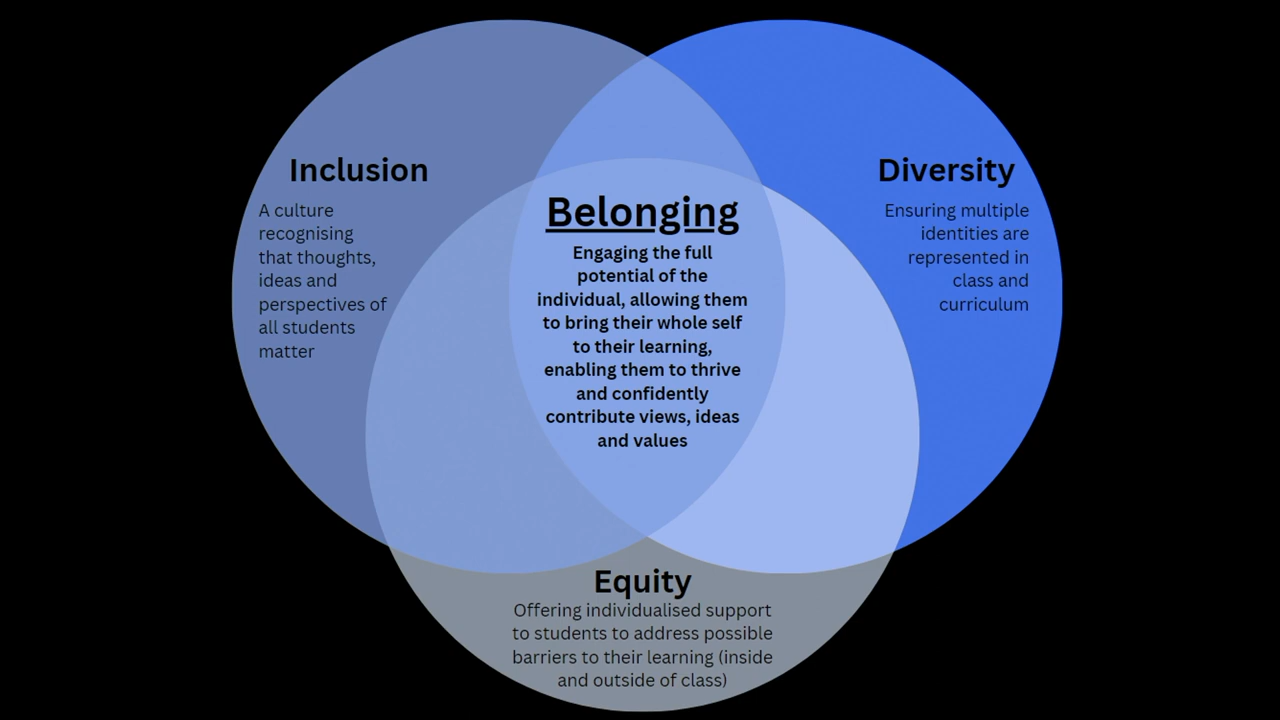 Inclusion
A culture
recognising
that thoughts,
ideas and
perspectives of
all students
matter
Belonging
Engaging the full
potential of the
individual, allowing them
to bring their whole self
to their learning,
enabling them to thrive
and confidently
contribute views, ideas
and values
Diversity
Ensuring multiple
identities are
represented in
class and
curriculum
Equity
Offering individualised support
to students to address possible
barriers to their learning (inside
and outside of class)